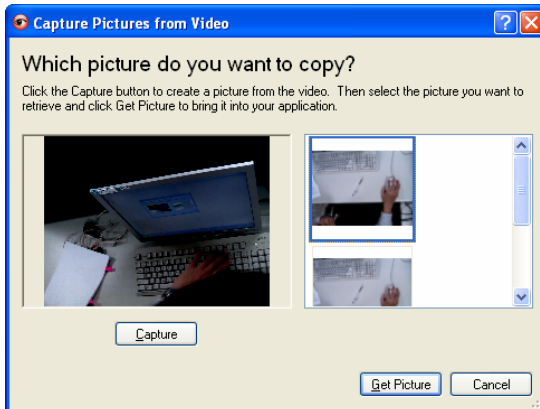 Capture Pictures from Video
Which picture do you want to copy?
Click the Capture button to create a picture from the video. Then select the picture you want to
retrieve and click Get Picture to bring it into your application.
Capture
Get Picture
Cancel